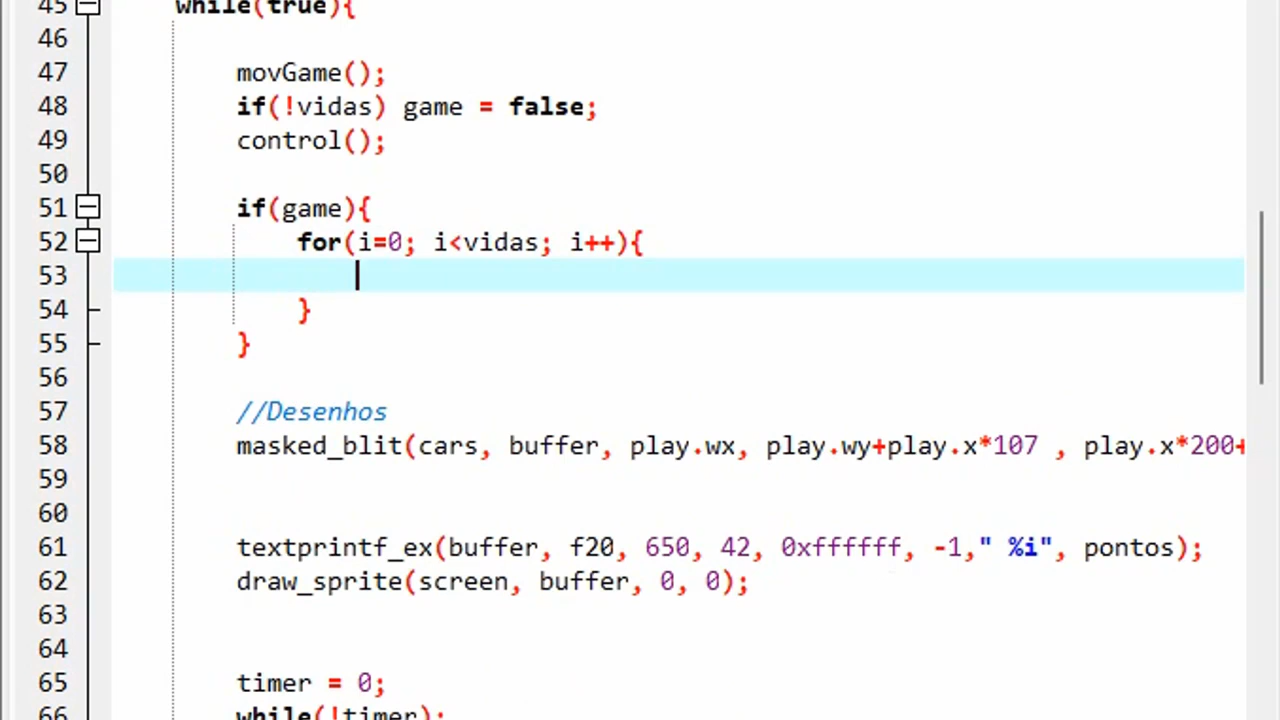 45 while(true){
46
47 movGame();
48 if(!vidas) game = false;
49 control();
50
51 if(game){
52 for(i=0; i<vidas; i++){
53
54 }
55 }
56
57 //Desenhos
58 masked_blit(cars, buffer, play.wx, play.wy+play.x*107 , play.x*200+
59
60
61 textprintf_ex(buffer, f20, 650, 42, 0xffffff, -1," %i", pontos);
62 draw_sprite(screen, buffer, 0, 0);
63
64
65 timer = 0;
66 while(!timer);